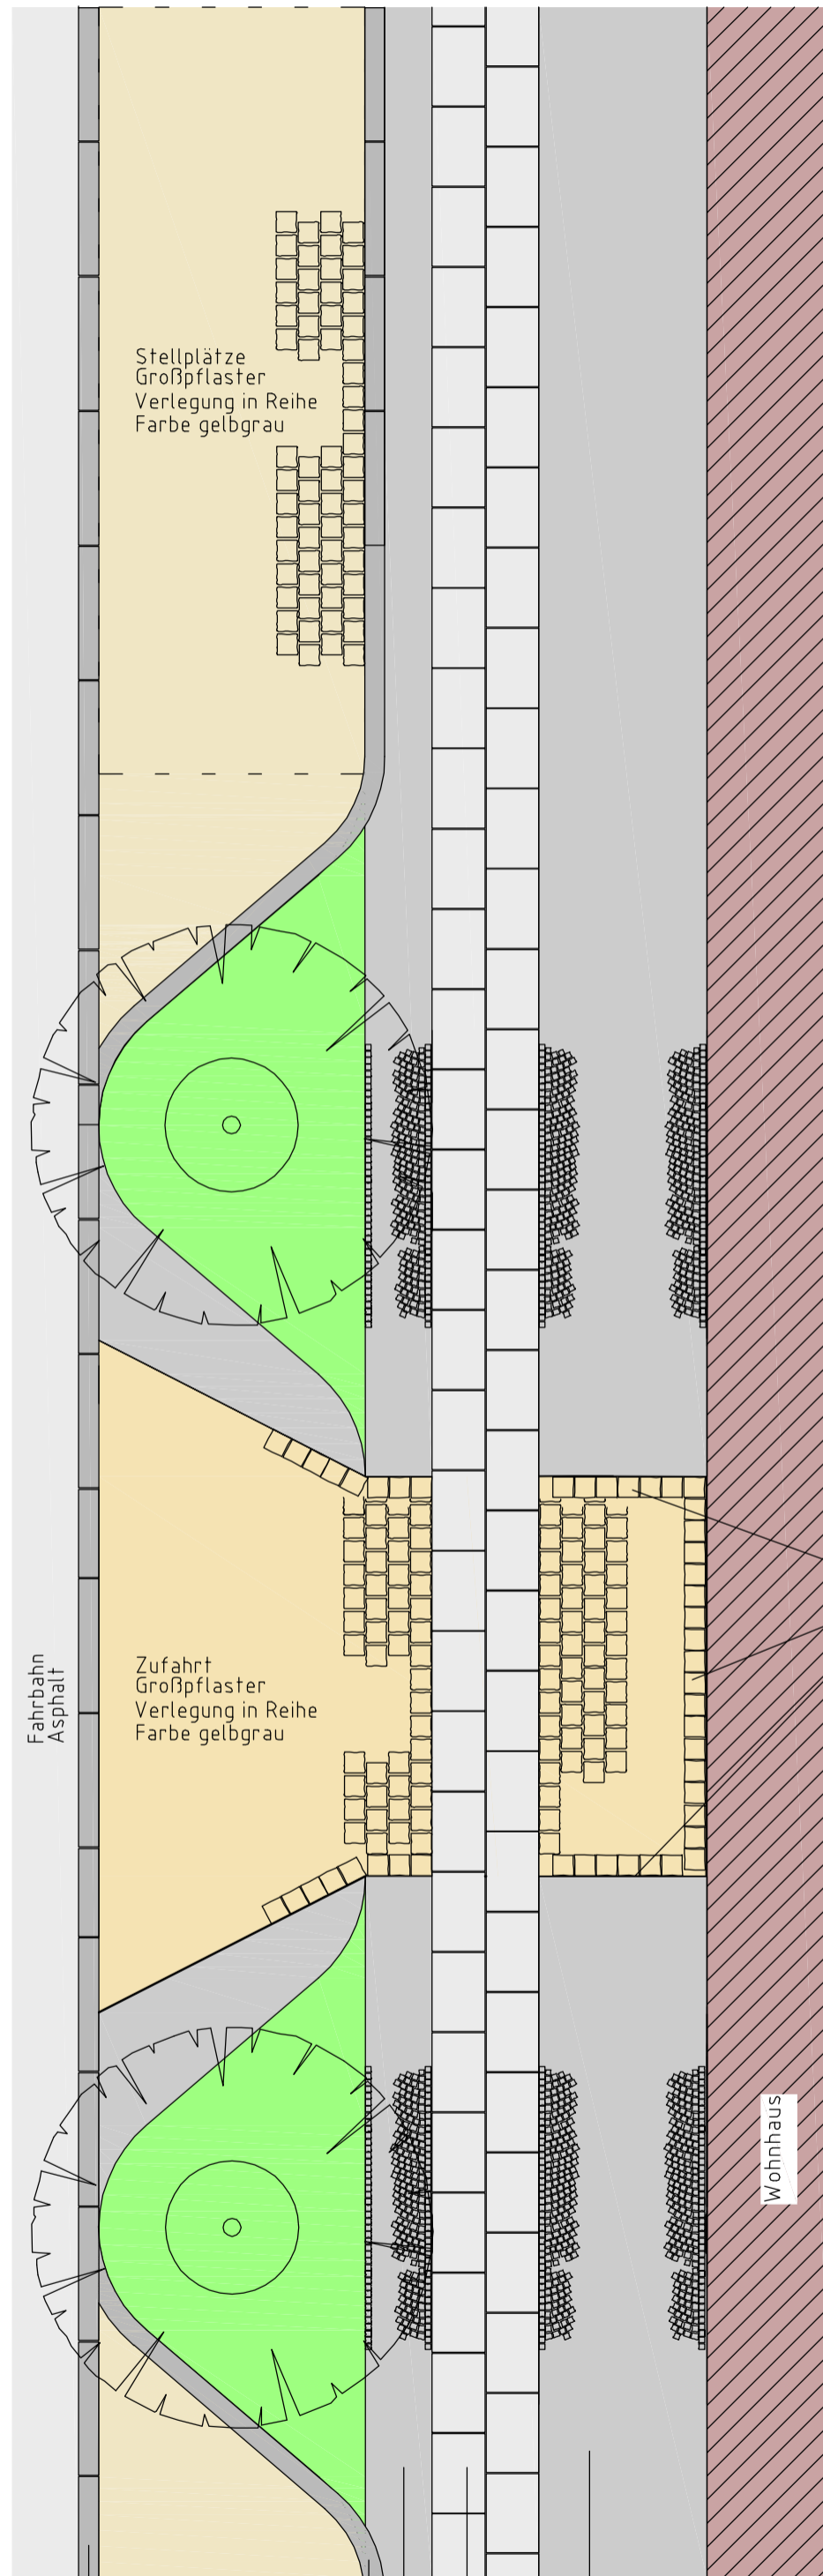 Stellplätze
Großpflaster
Verlegung in Reihe
Farbe gelbgrau
Zufahrt
Großpflaster
Verlegung in Reihe
Farbe gelbgrau
Fahrbahn
Asphalt
Wohnhaus